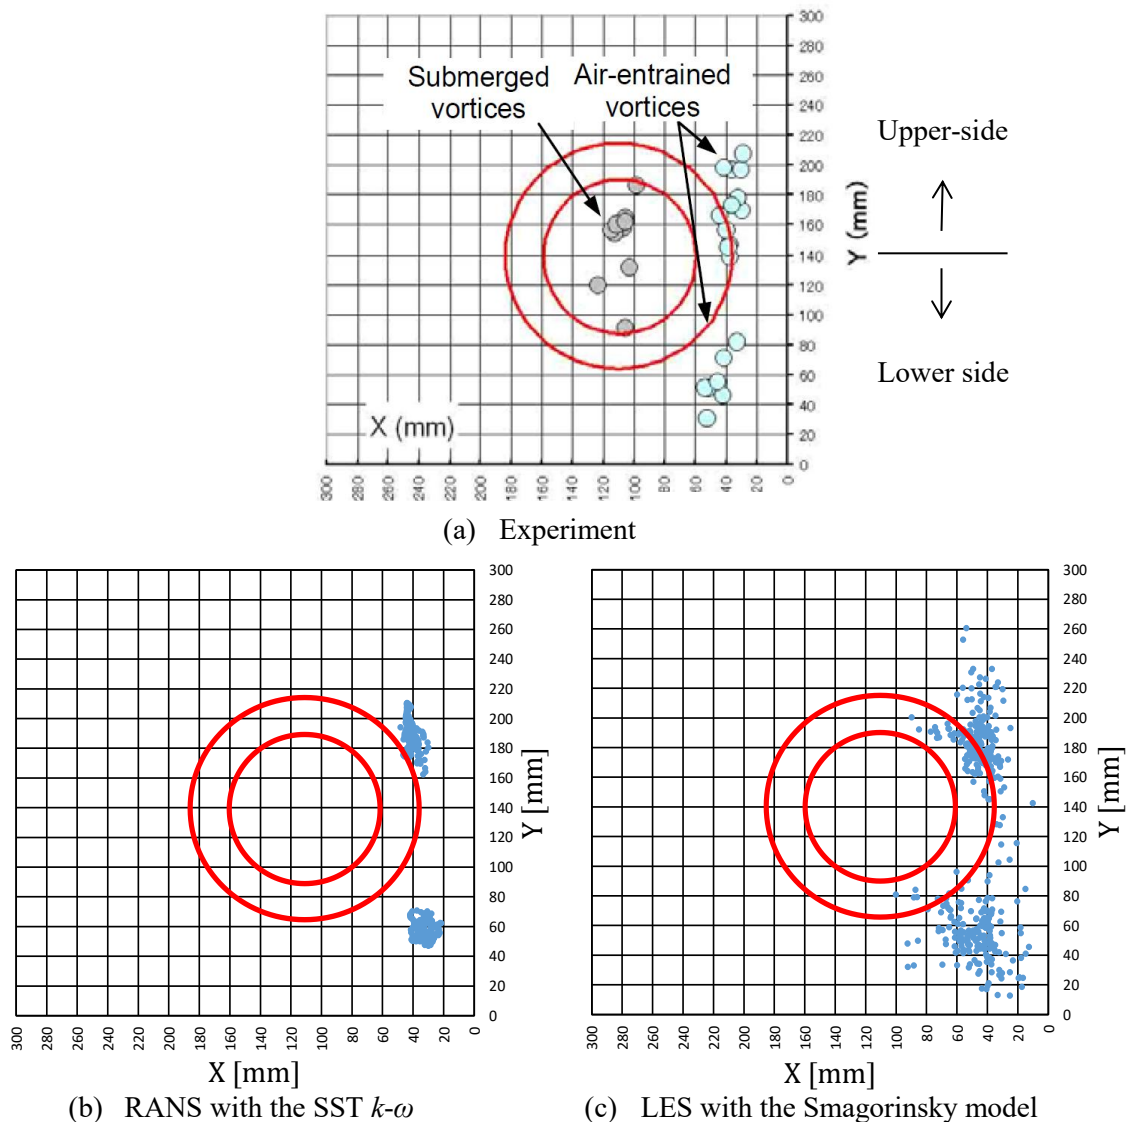 300
280
260
240
220
200
180
160
140
120
100
80
60
40
20
0
Submerged
vortices
Air-entrained
vortices
Y (mm)
X (mm)
300 280 260 240 220 200 180 160 140 120 100 80 60 40 20 0
Upper-side
Lower side
(a) Experiment
300
280
260
240
220
200
180
160
140
120
100
80
60
40
20
0
Y [mm]
300 280 260 240 220 200 180 160 140 120 100 80 60 40 20 0
X [mm]
(b) RANS with the SST k-ω
300
280
260
240
220
200
180
160
140
120
100
80
60
40
20
0
Y [mm]
300 280 260 240 220 200 180 160 140 120 100 80 60 40 20 0
X [mm]
(c) LES with the Smagorinsky model